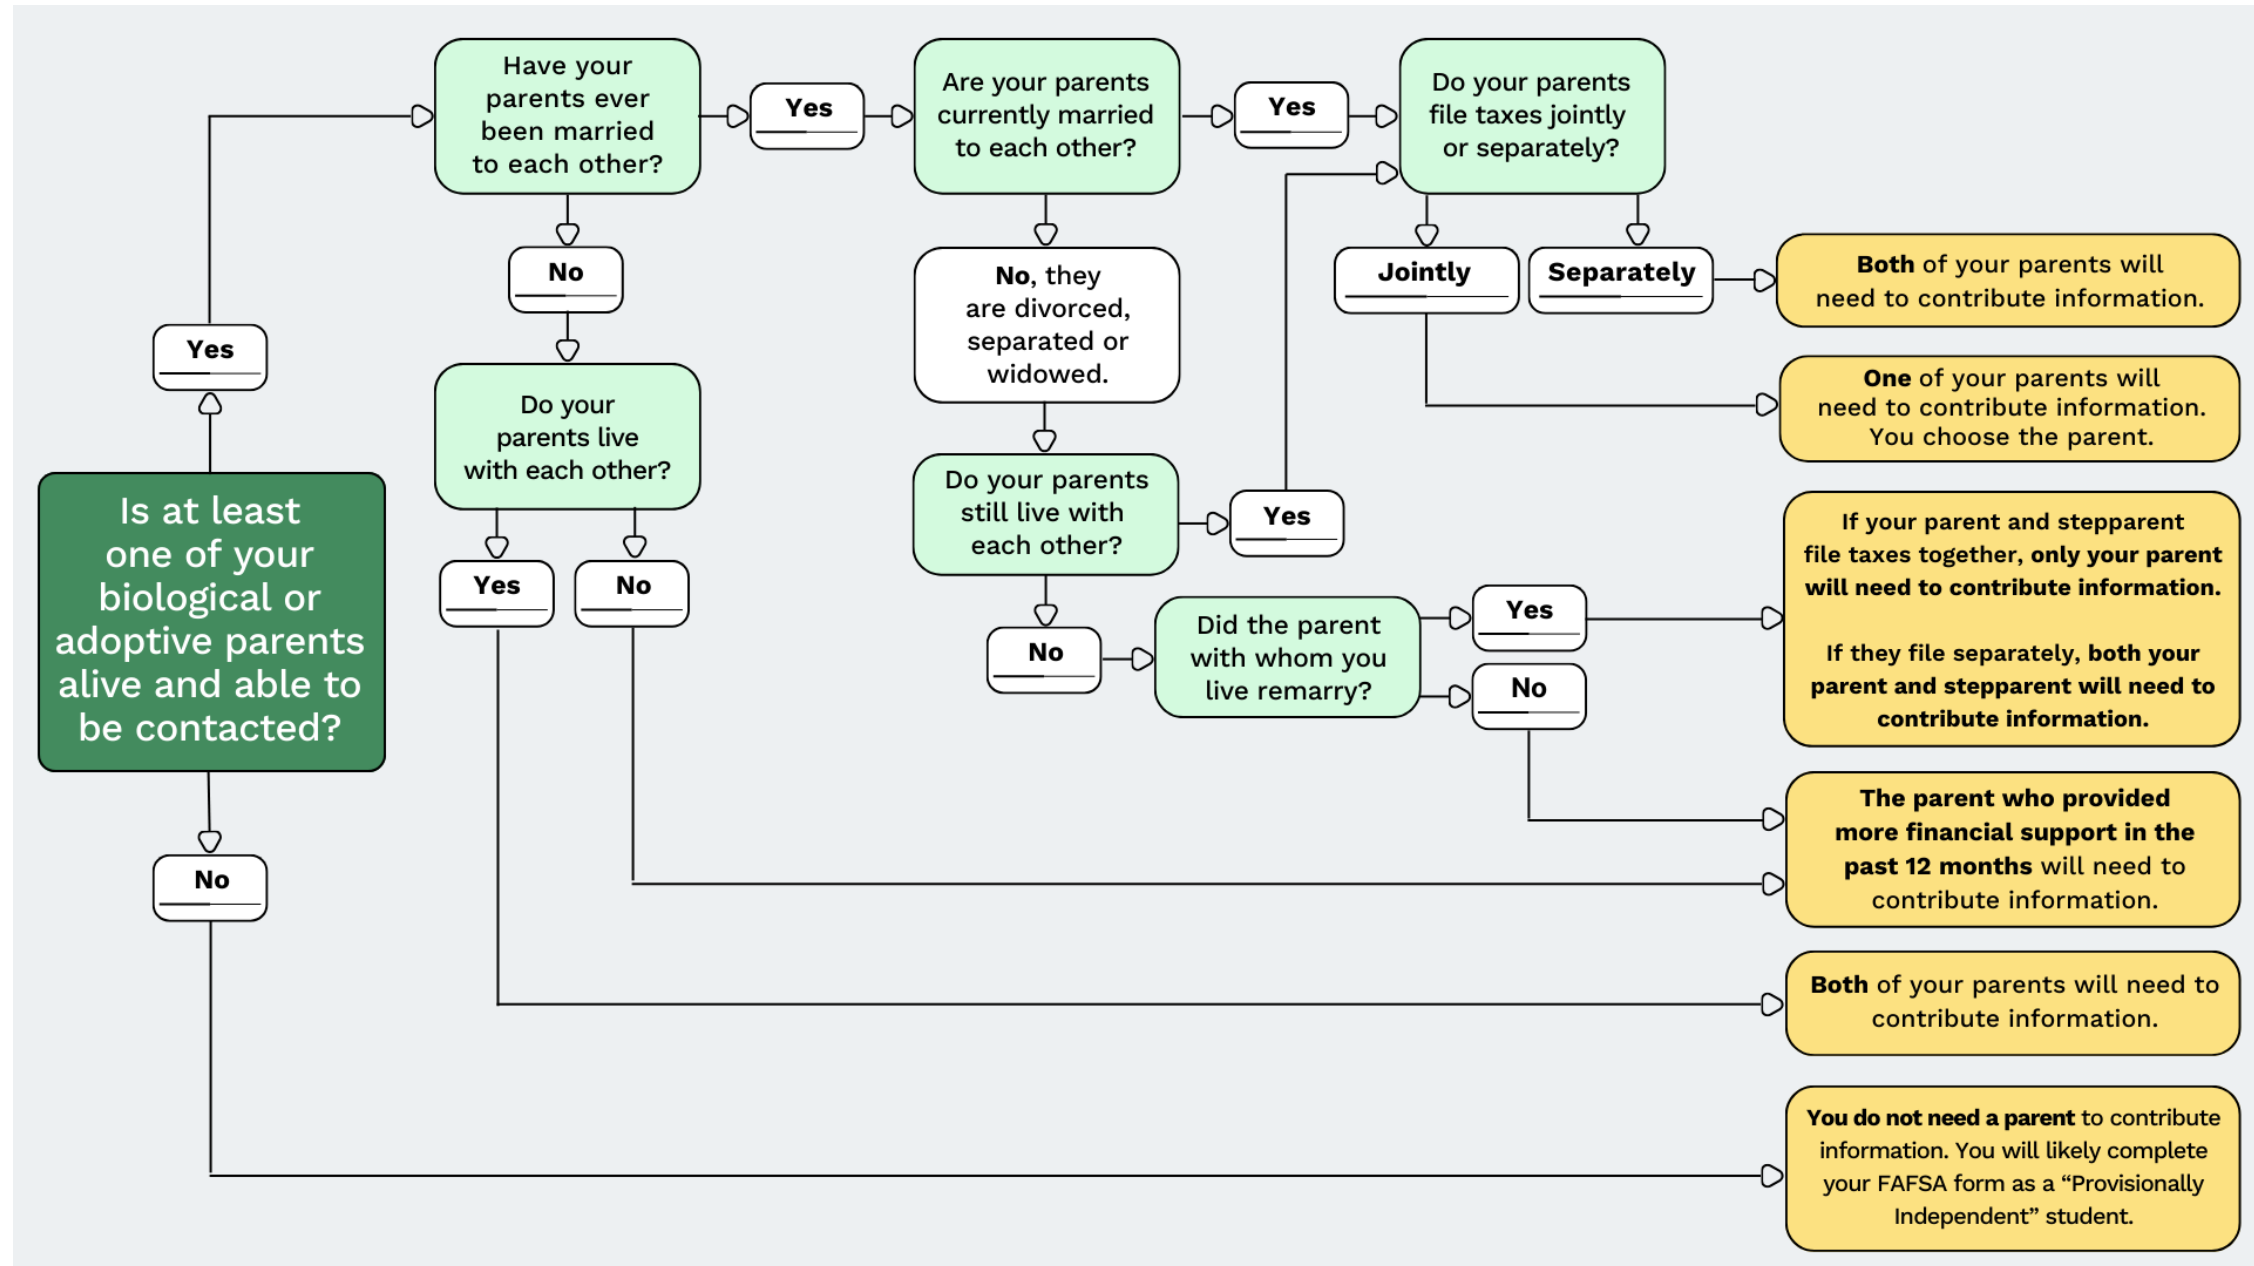 Have your
parents ever
been married
to each other?
Yes
Are your parents
currently married
to each other?
Yes
Do your parents
file taxes jointly
or separately?
No
No, they
are divorced,
separated or
widowed.
Jointly
Separately
Both of your parents will
need to contribute information.
Yes
Do your
parents live
with each other?
One of your parents will
need to contribute information.
You choose the parent.
Is at least
one of your
biological or
adoptive parents
alive and able to
be contacted?
Do your parents
still live with
each other?
Yes
Yes
No
If your parent and stepparent
file taxes together, only your parent
will need to contribute information.
If they file separately, both your
parent and stepparent will need to
contribute information.
No
Did the parent
with whom you
live remarry?
Yes
No
The parent who provided
more financial support in the
past 12 months will need to
contribute information.
No
Both of your parents will need to
contribute information.
You do not need a parent to contribute
information. You will likely complete
your FAFSA form as a “Provisionally
Independent” student.